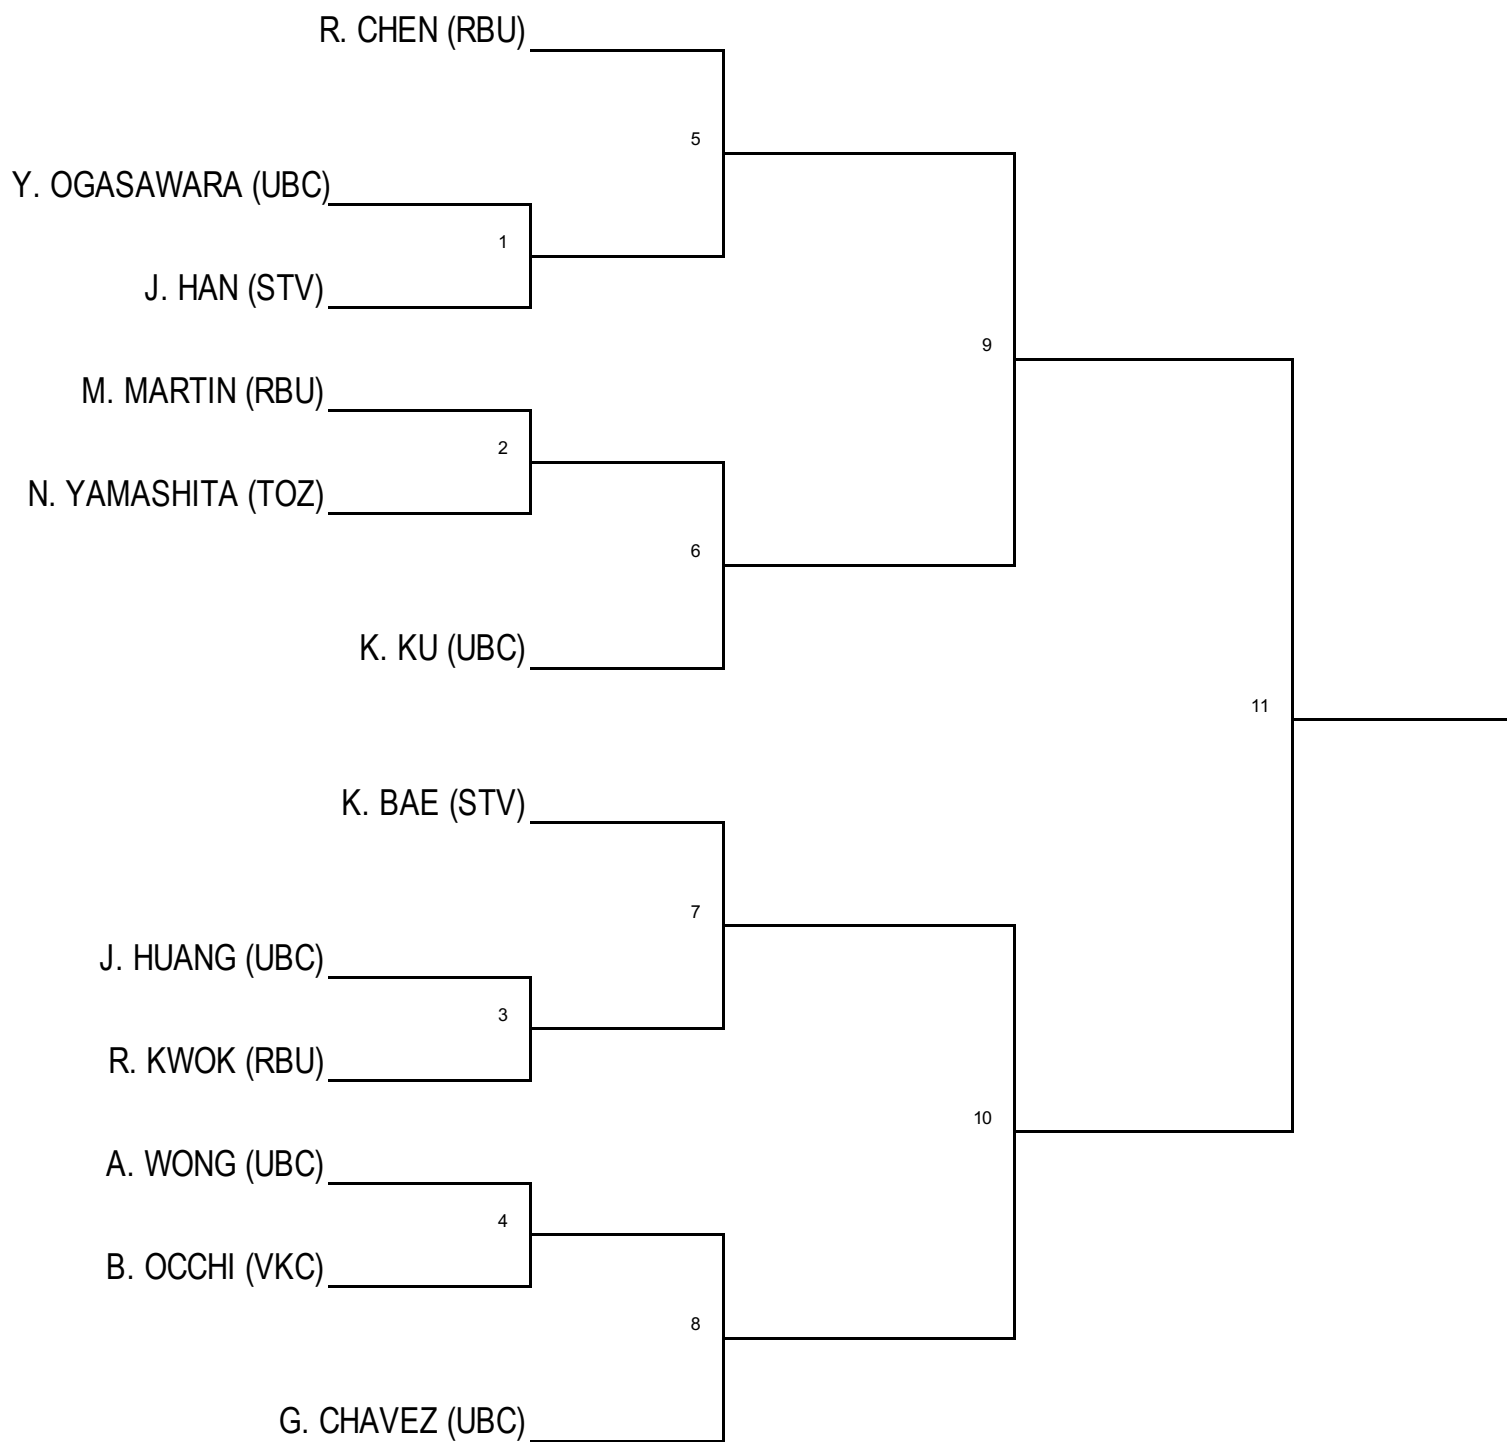 R. CHEN (RBU)
5
Y. OGASAWARA (UBC)
1
J. HAN (STV)
9
M. MARTIN (RBU)
2
N. YAMASHITA (TOZ)
6
K. KU (UBC)
11
K. BAE (STV)
7
J. HUANG (UBC)
3
R. KWOK (RBU)
10
A. WONG (UBC)
4
B. OCCHI (VKC)
8
G. CHAVEZ (UBC)